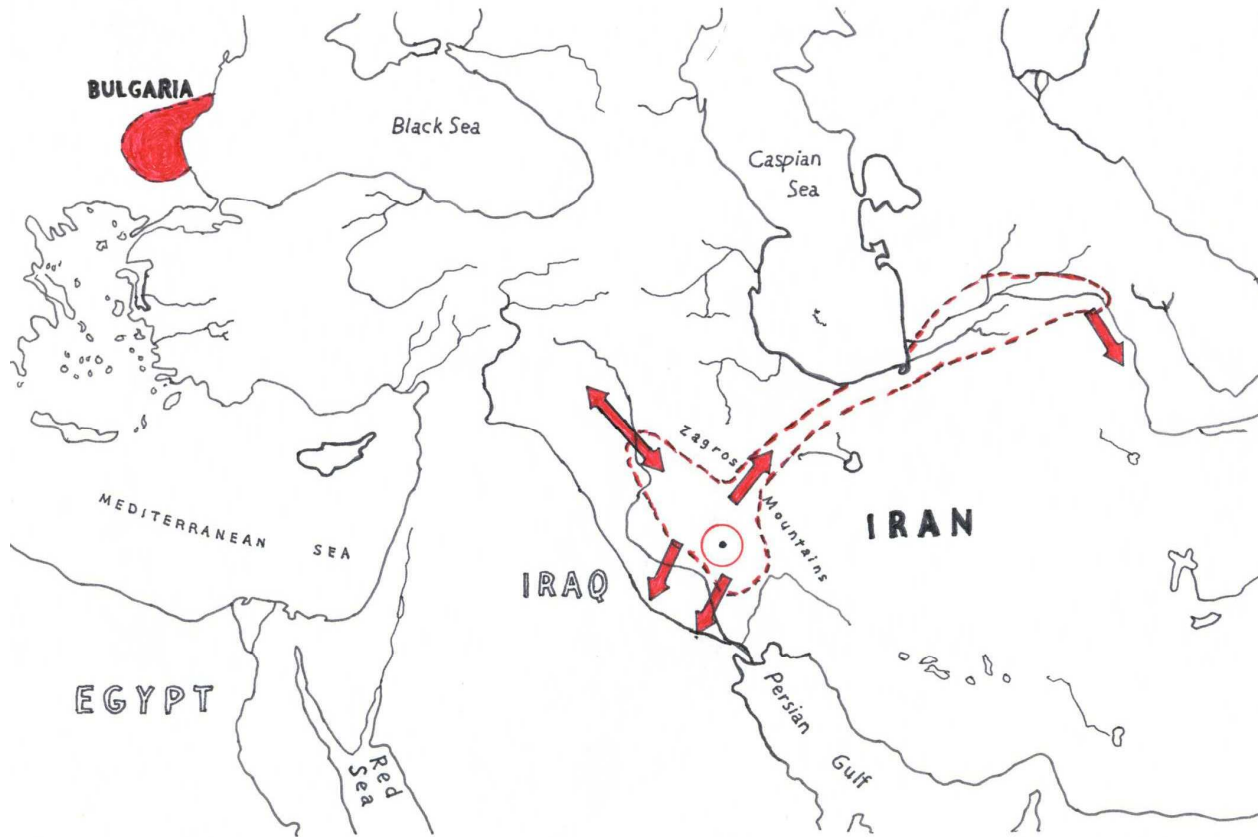 BULGARIA
Black Sea
Caspian
Sea
Zagros
Mountains
MEDITERRANEAN SEA
IRAN
IRAQ
EGYPT
Red
Sea
Persian
Gulf